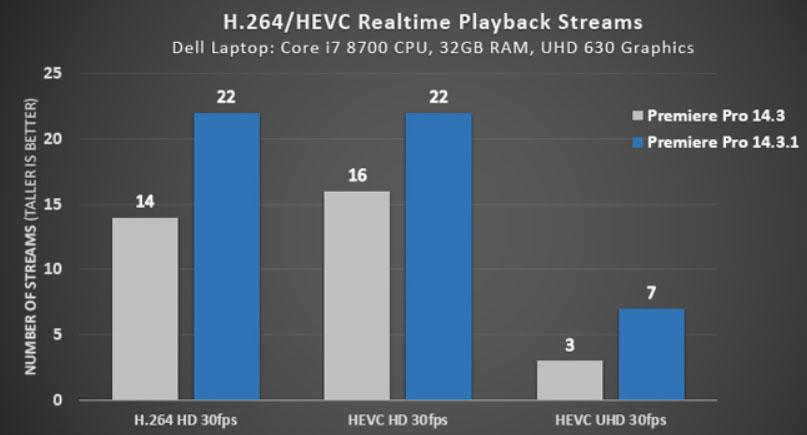 H.264/HEVC Realtime Playback Streams
Dell Laptop: Core i7 8700 CPU, 32GB RAM, UHD 630 Graphics
NUMBER OF STREAMS (TALLER IS BETTER)
25
20
15
10
5
0
14
22
16
22
3
7
Premiere Pro 14.3
Premiere Pro 14.3.1
H.264 HD 30fps
HEVC HD 30fps
HEVC UHD 30fps